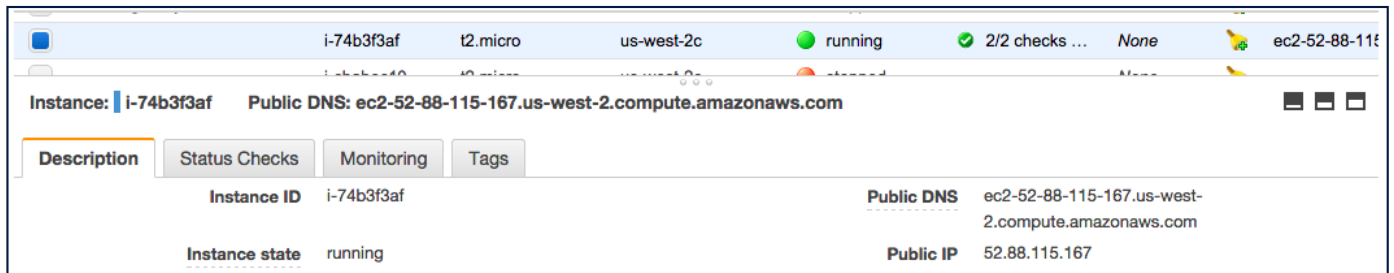 i-74b3f3af t2.micro us-west-2c running 2/2 checks ... None ec2-52-88-115
Instance: i-74b3f3af Public DNS: ec2-52-88-115-167.us-west-2.compute.amazonaws.com
Description Status Checks Monitoring Tags
Instance ID i-74b3f3af Public DNS ec2-52-88-115-167.us-west-
2.compute.amazonaws.com
Instance state running Public IP 52.88.115.167